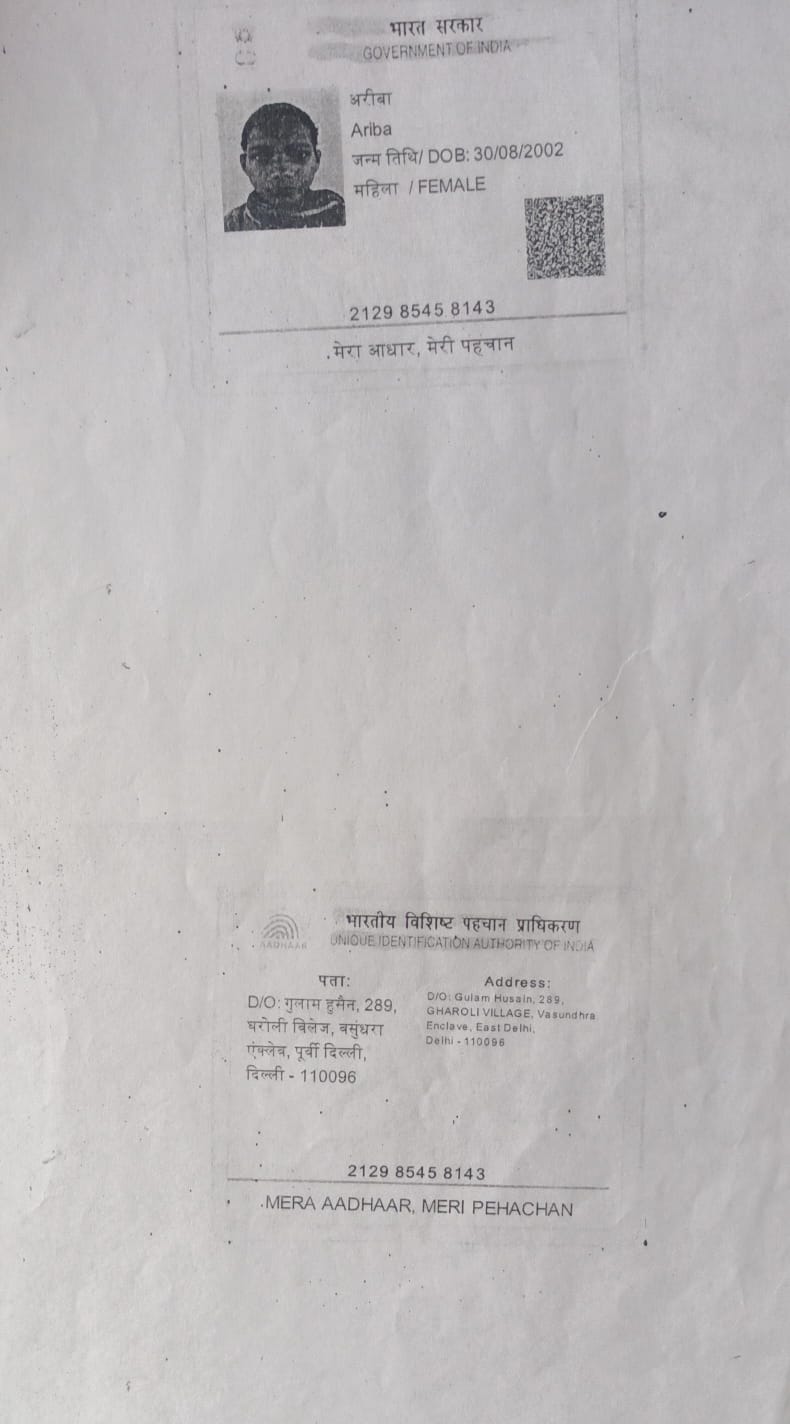 भारत सरकार
GOVERNMENT OF INDIA
अरीबा
Ariba
जन्म तिथि/ DOB: 30/08/2002
महिला / FEMALE
2129 8545 8143
मेरा आधार, मेरी पहचान
भारतीय विशिष्ट पहचान प्राधिकरण
AADHAAR
UNIQUE IDENTIFICATION AUTHORITY OF INDIA
पता:
D/O: गुलाम हुसैन, 289,
घरोली विलेज, वसुंधरा
एंक्लेव, पूर्वी दिल्ली,
दिल्ली - 110096
Address:
D/O: Gulam Husain, 289,
GHAROLI VILLAGE, Vasundhra
Enclave, East Delhi,
Delhi - 110096
2129 8545 8143
MERA AADHAAR, MERI PEHACHAN